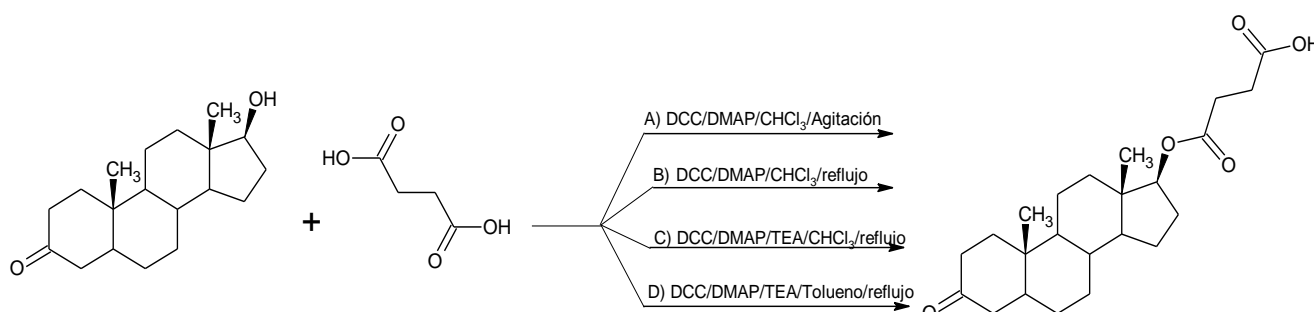 OH
CH₃
CH₃
O
+
O
HO
OH
O
A) DCC/DMAP/CHCl₃/Agitación
B) DCC/DMAP/CHCl₃/reflujo
C) DCC/DMAP/TEA/CHCl₃/reflujo
D) DCC/DMAP/TEA/Tolueno/reflujo
O
OH
O
O
CH₃
CH₃
O